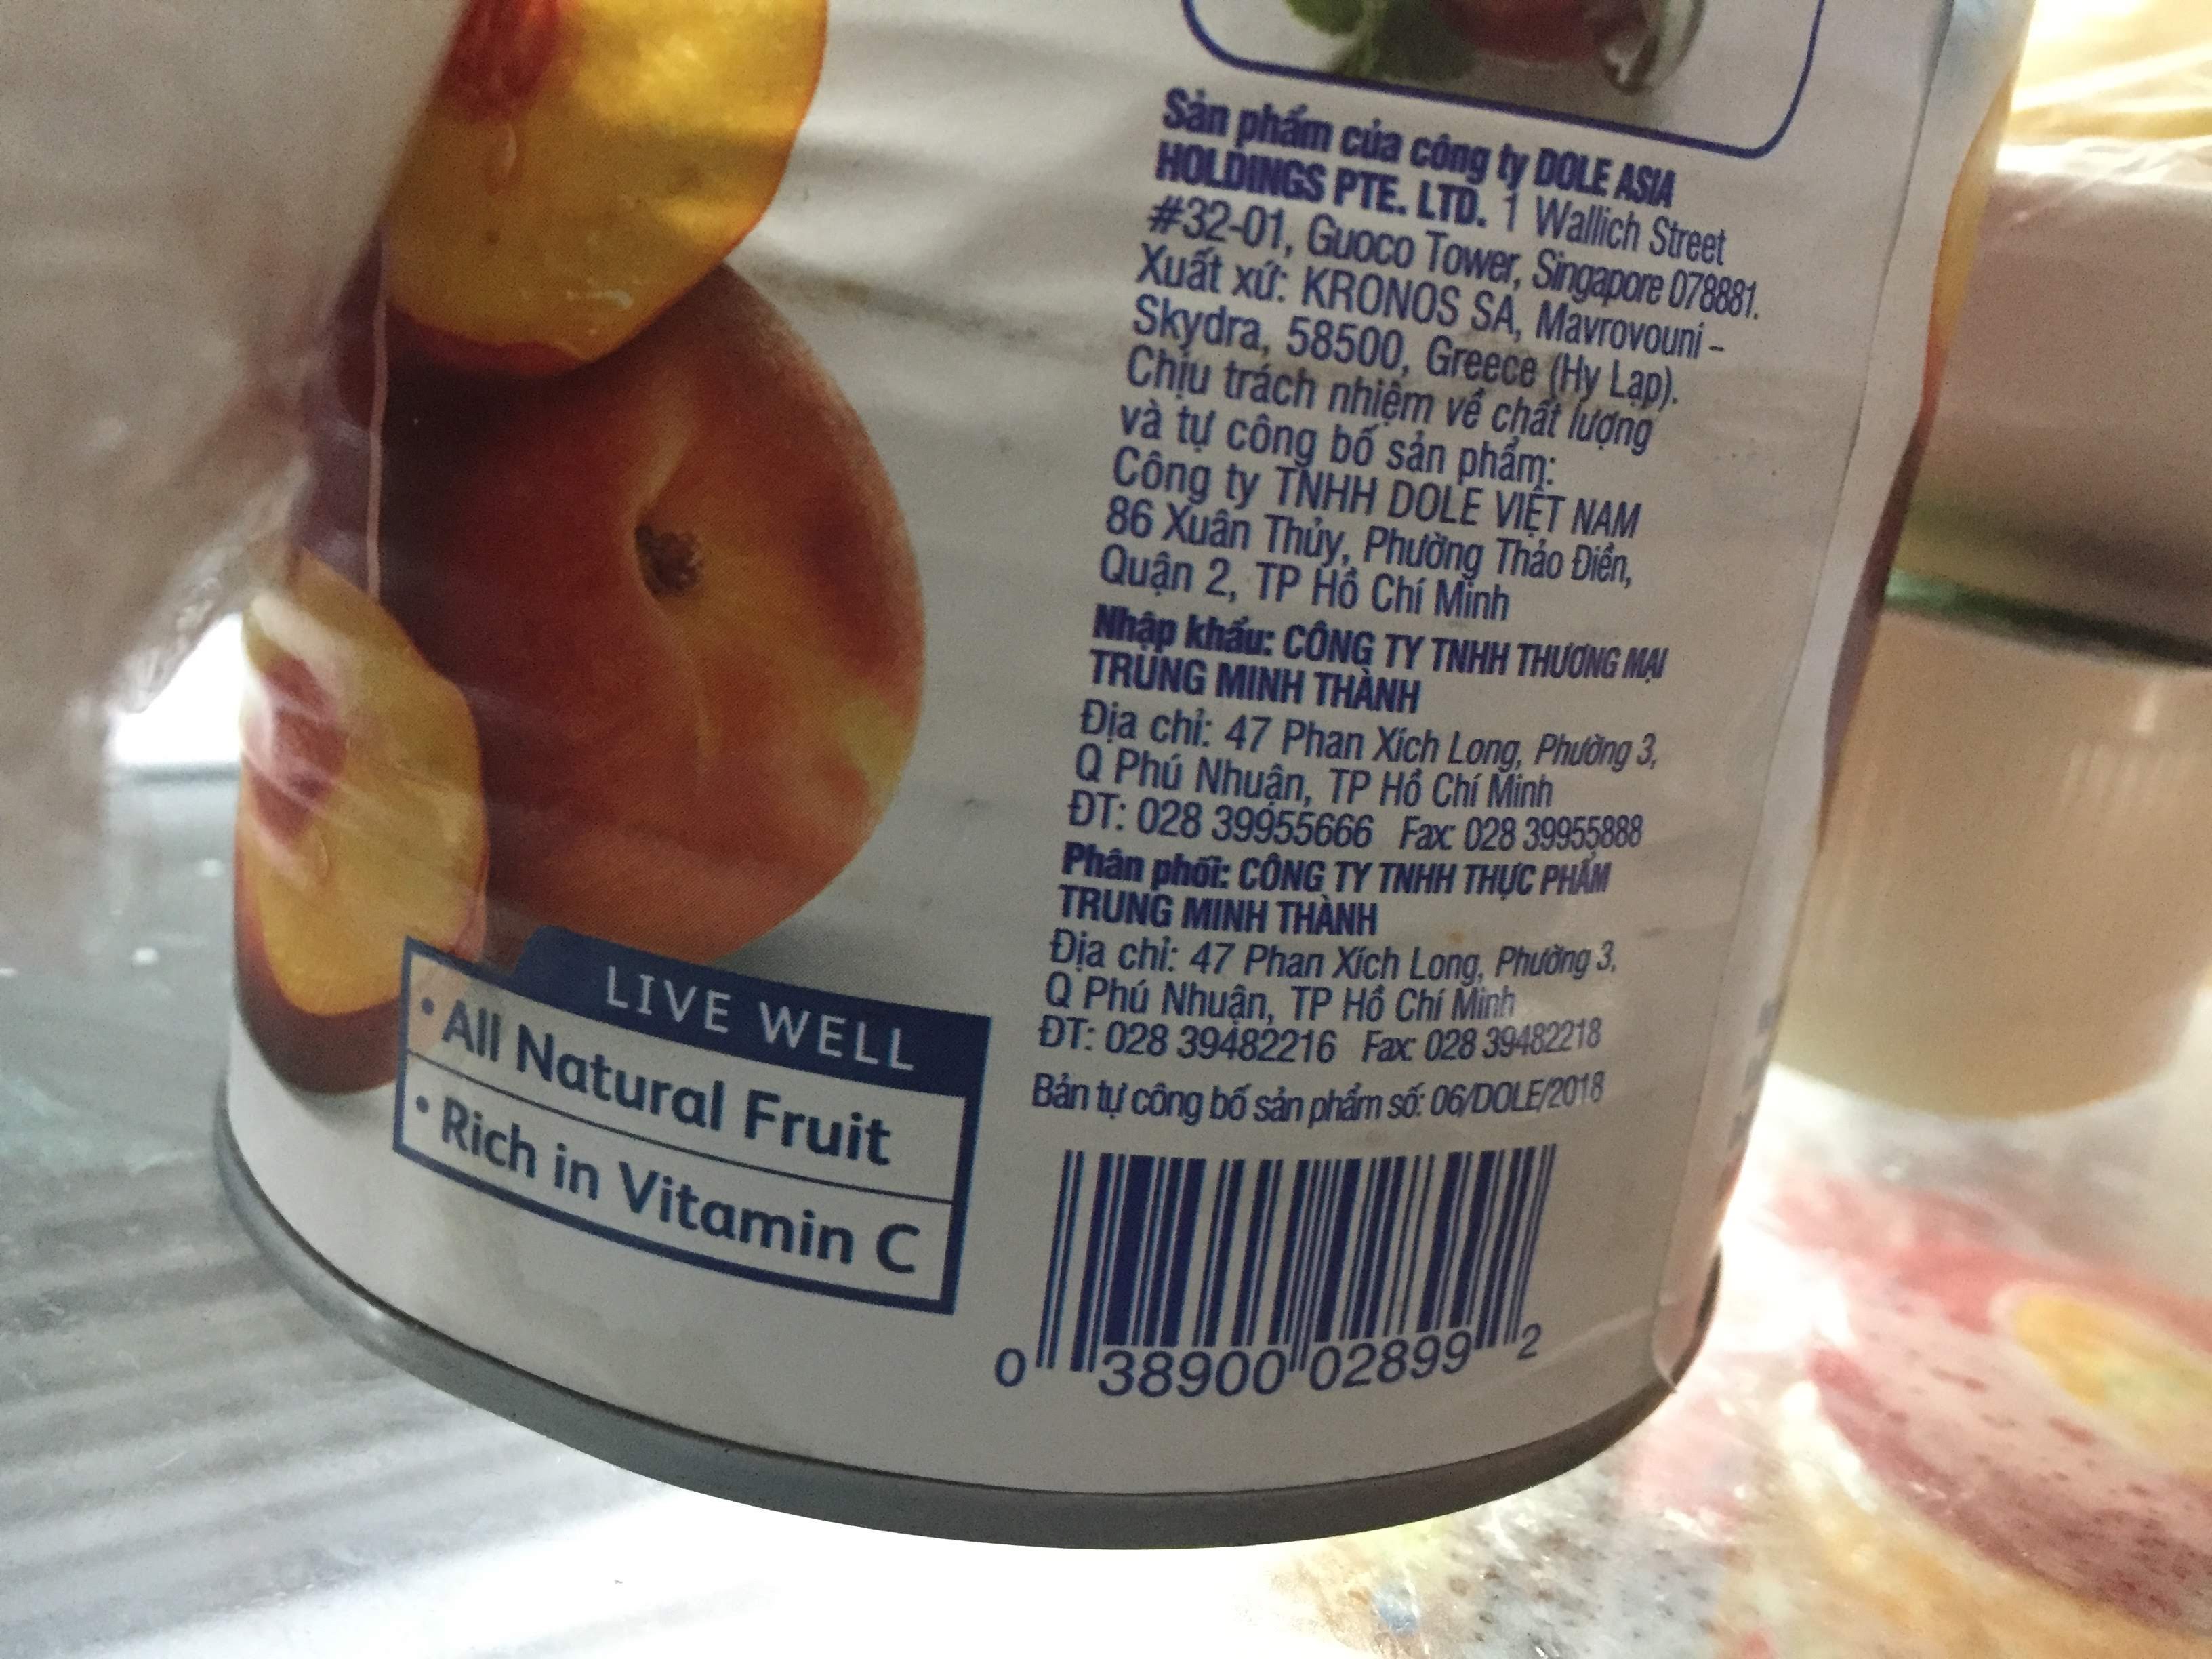 Sản phẩm của công ty DOLE ASIA
HOLDINGS PTE. LTD. 1 Wallich Street
#32-01, Guoco Tower, Singapore 078881.
Xuất xứ: KRONOS SA, Mavrovouni -
Skydra, 58500, Greece (Hy Lạp).
Chịu trách nhiệm về chất lượng
và tự công bố sản phẩm:
Công ty TNHH DOLE VIỆT NAM
86 Xuân Thủy, Phường Thảo Điền,
Quận 2, TP Hồ Chí Minh
Nhập khẩu: CÔNG TY TNHH THƯƠNG MẠI
TRUNG MINH THÀNH
Địa chỉ: 47 Phan Xích Long, Phường 3,
Q Phú Nhuận, TP Hồ Chí Minh
ĐT: 028 39955666 Fax: 028 39955888
Phân phối: CÔNG TY TNHH THỰC PHẨM
TRUNG MINH THÀNH
Địa chỉ: 47 Phan Xích Long, Phường 3,
Q Phú Nhuận, TP Hồ Chí Minh
ĐT: 028 39482216 Fax: 028 39482218
Bản tự công bố sản phẩm số: 06/DOLE/2018
0 38900 02899 2
LIVE WELL
• All Natural Fruit
• Rich in Vitamin C